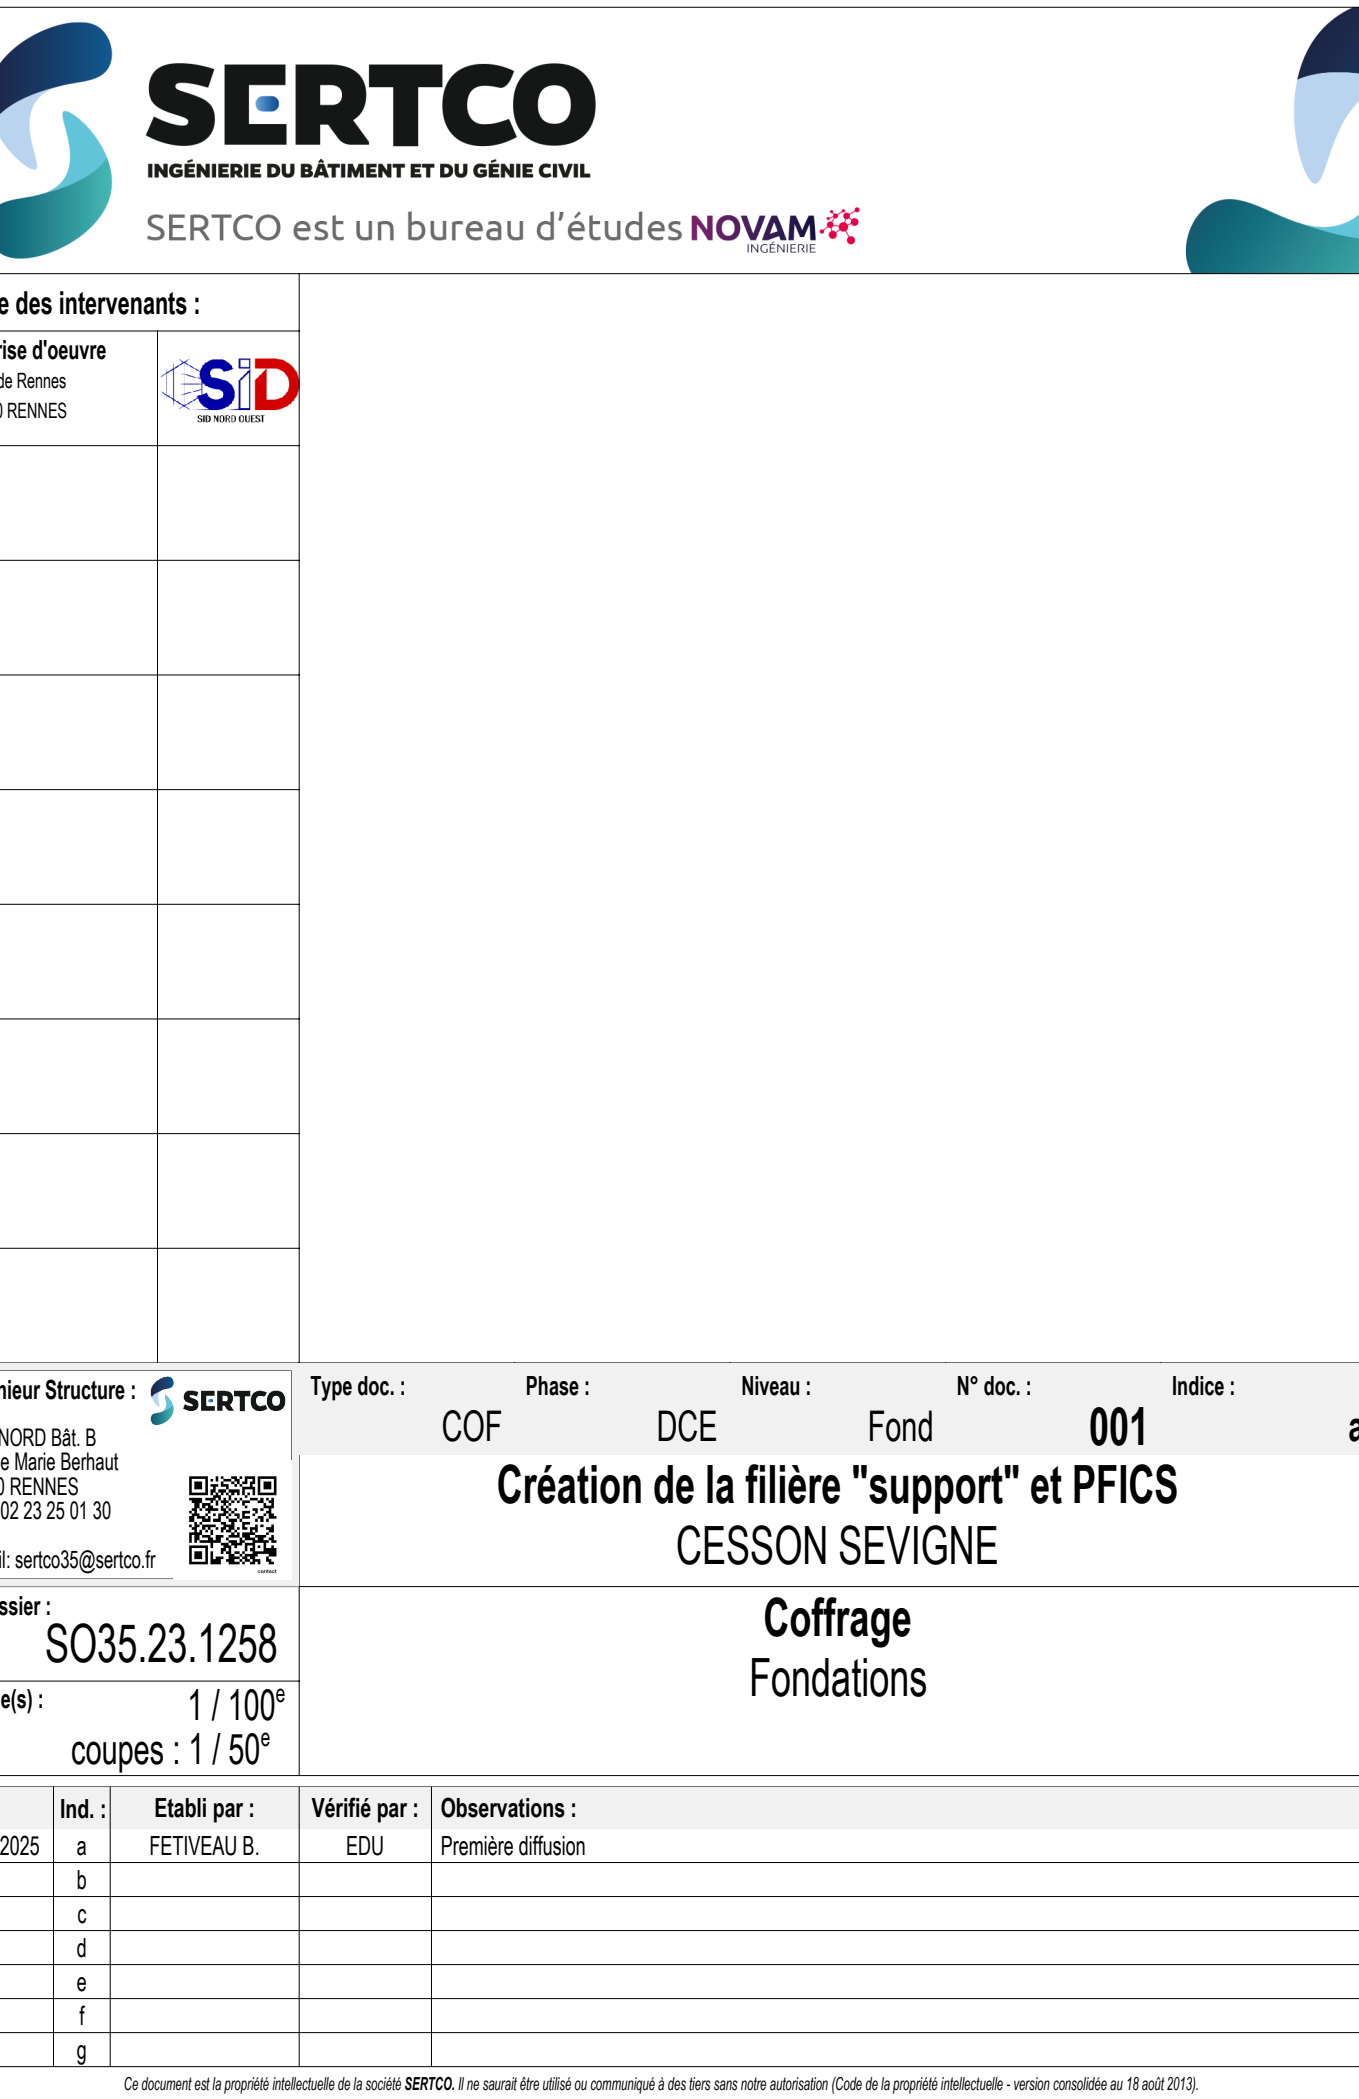 SERTCO
INGÉNIERIE DU BÂTIMENT ET DU GÉNIE CIVIL
SERTCO est un bureau d'études NOVAM INGÉNIERIE
e des intervenants :
rise d'oeuvre
de Rennes
RENNES
SiD
SID NORD OUEST
nieur Structure :
SERTCO
NORD Bât. B
e Marie Berhaut
0 RENNES
02 23 25 01 30
il: sertco35@sertco.fr
contact
Type doc. : Phase : Niveau : N° doc. : Indice :
COF DCE Fond 001 a
Création de la filière "support" et PFICS
CESSON SEVIGNE
ssier :
SO35.23.1258
Coffrage
Fondations
e(s) : 1 / 100e
coupes : 1 / 50e
Ind. : Etabli par : Vérifié par : Observations :
2025 a FETIVEAU B. EDU Première diffusion
b
c
d
e
f
g
Ce document est la propriété intellectuelle de la société SERTCO. Il ne saurait être utilisé ou communiqué à des tiers sans notre autorisation (Code de la propriété intellectuelle - version consolidée au 18 août 2013).